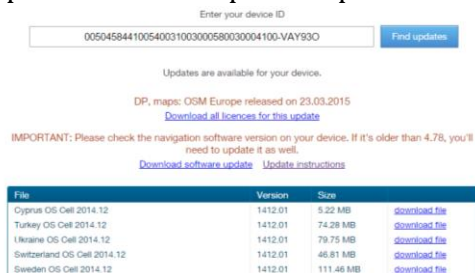 Enter your device ID
005045844100540031003000580030004100-VAY93O
Find updates
Updates are available for your device.
DP, maps: OSM Europe released on 23.03.2015
Download all licences for this update
IMPORTANT: Please check the navigation software version on your device. If it's older than 4.78, you'll
need to update it as well.
Download software update Update instructions
File Version Size
Cyprus OS Cell 2014.12 1412.01 5.22 MB download file
Turkey OS Cell 2014.12 1412.01 74.28 MB download file
Ukraine OS Cell 2014.12 1412.01 79.75 MB download file
Switzerland OS Cell 2014.12 1412.01 46.81 MB download file
Sweden OS Cell 2014.12 1412.01 111.46 MB download file